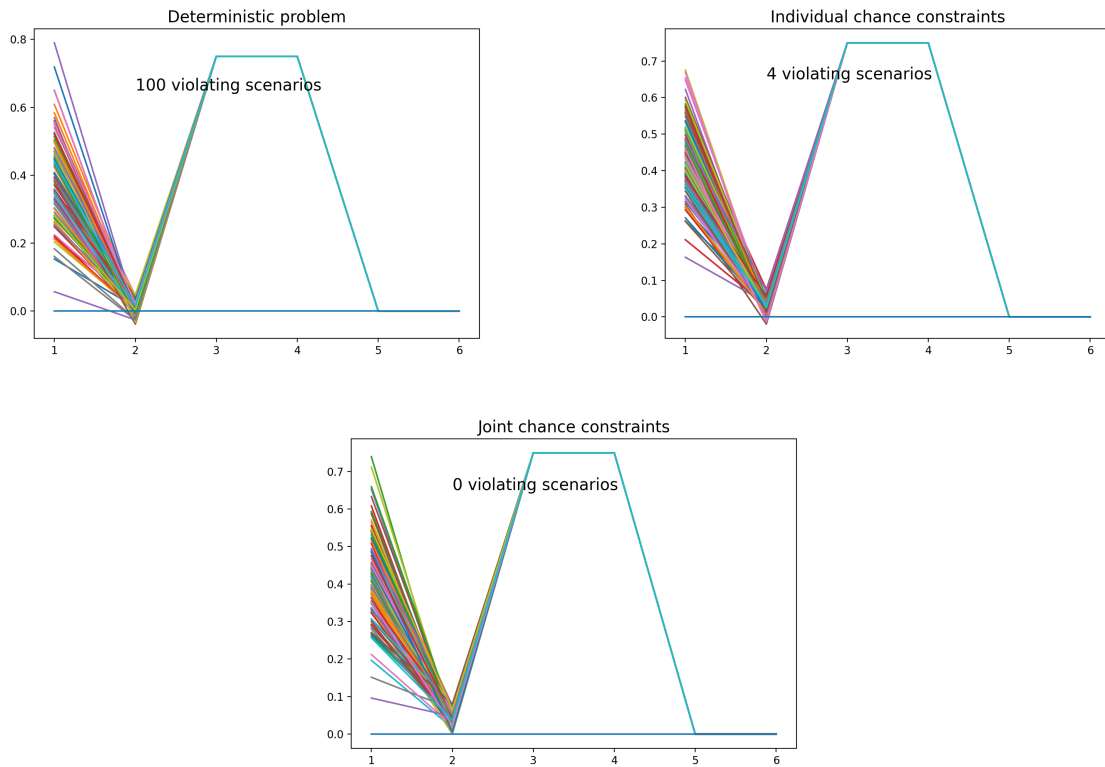 Deterministic problem
100 violating scenarios
0.8
0.6
0.4
0.2
0.0
1 2 3 4 5 6
Individual chance constraints
4 violating scenarios
0.7
0.6
0.5
0.4
0.3
0.2
0.1
0.0
1 2 3 4 5 6
Joint chance constraints
0 violating scenarios
0.7
0.6
0.5
0.4
0.3
0.2
0.1
0.0
1 2 3 4 5 6